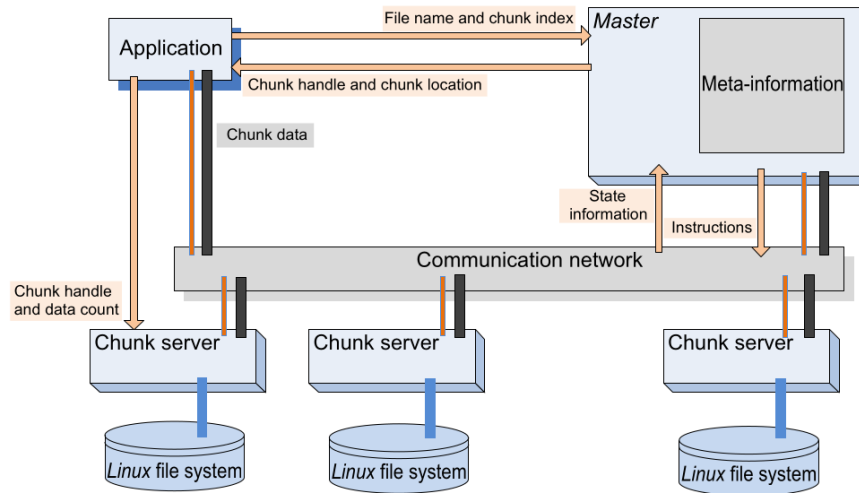 File name and chunk index
Master
Application
Chunk handle and chunk location
Meta-information
Chunk data
State
information
Instructions
Communication network
Chunk handle
and data count
Chunk server
Chunk server
Chunk server
Linux file system
Linux file system
Linux file system